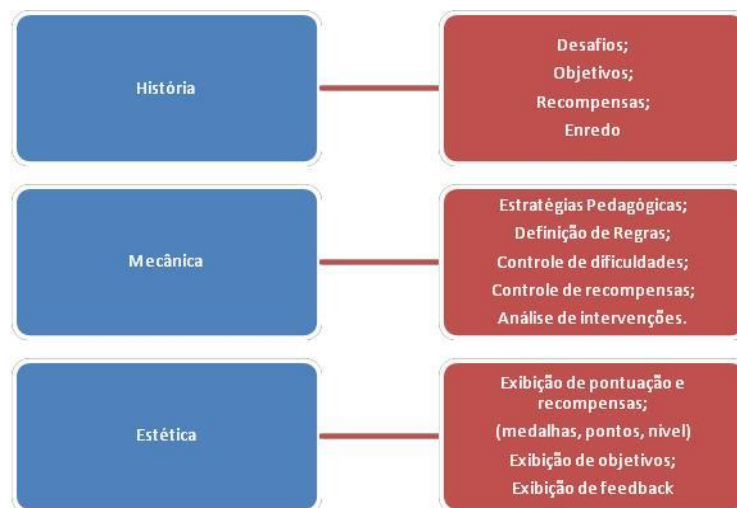 História
Desafios;
Objetivos;
Recompensas;
Enredo
Mecânica
Estratégias Pedagógicas;
Definição de Regras;
Controle de dificuldades;
Controle de recompensas;
Análise de intervenções.
Estética
Exibição de pontuação e
recompensas;
(medalhas, pontos, nivel)
Exibição de objetivos;
Exibição de feedback